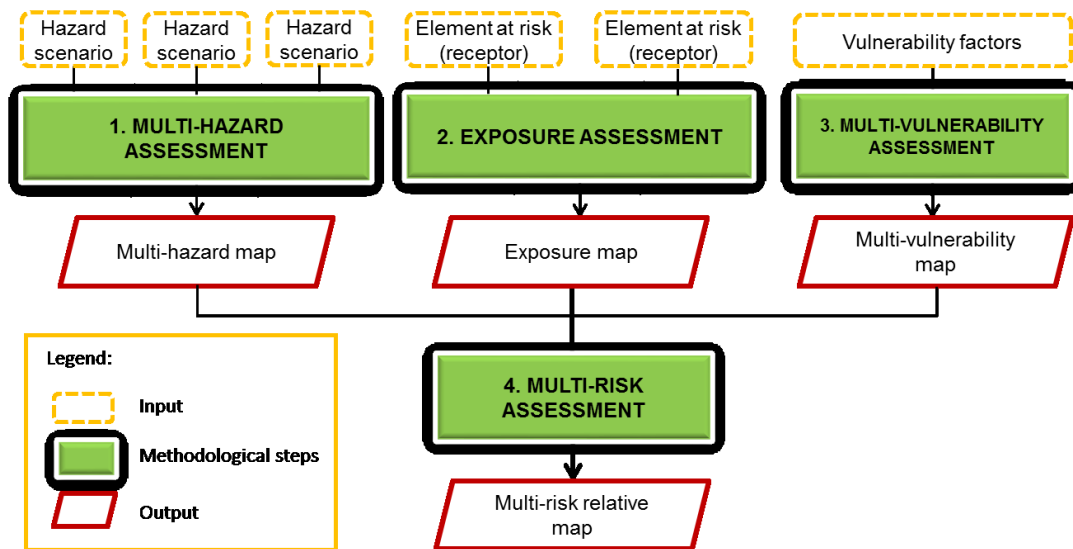 Hazard
scenario
Hazard
scenario
Hazard
scenario
Element at risk
(receptor)
Element at risk
(receptor)
Vulnerability factors
1. MULTI-HAZARD
ASSESSMENT
2. EXPOSURE ASSESSMENT
3. MULTI-VULNERABILITY
ASSESSMENT
Multi-hazard map
Exposure map
Multi-vulnerability
map
4. MULTI-RISK
ASSESSMENT
Multi-risk relative
map
Legend:
Input
Methodological steps
Output